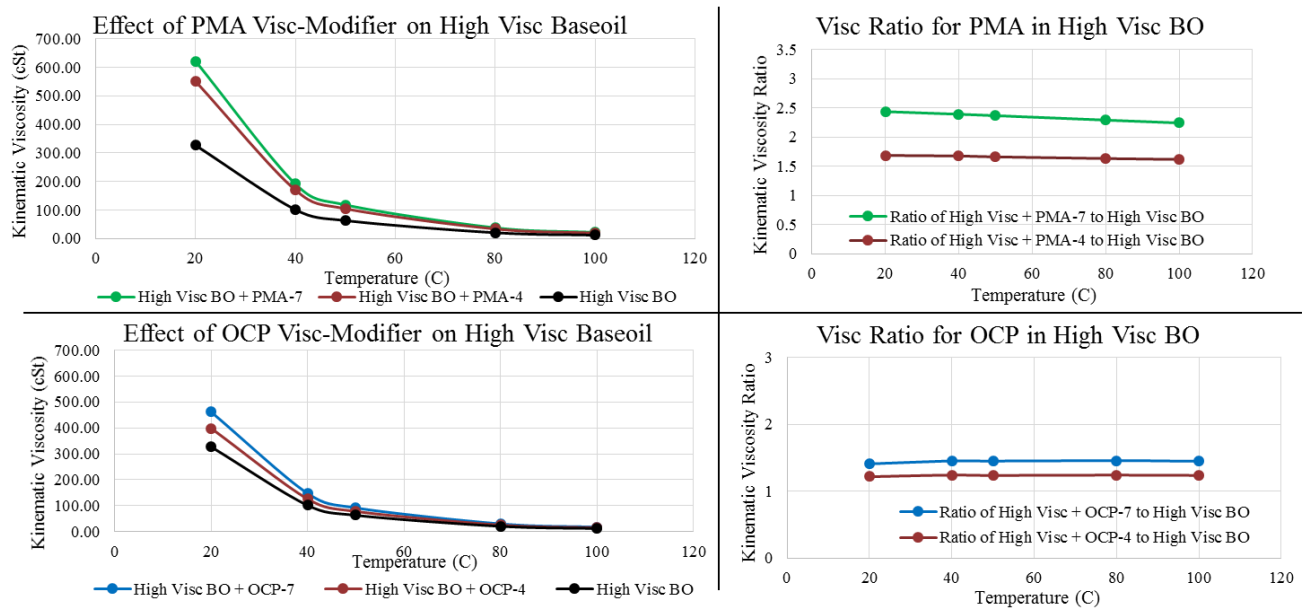 Effect of PMA Visc-Modifier on High Visc Baseoil
Kinematic Viscosity (cSt)
700.00
600.00
500.00
400.00
300.00
200.00
100.00
0.00
0 20 40 60 80 100 120
Temperature (C)
High Visc BO + PMA-7 High Visc BO + PMA-4 High Visc BO
Visc Ratio for PMA in High Visc BO
Kinematic Viscosity Ratio
3.5
3
2.5
2
1.5
1
0.5
0
Ratio of High Visc + PMA-7 to High Visc BO
Ratio of High Visc + PMA-4 to High Visc BO
0 20 40 60 80 100 120
Temperature (C)
Effect of OCP Visc-Modifier on High Visc Baseoil
Kinematic Viscosity (cSt)
700.00
600.00
500.00
400.00
300.00
200.00
100.00
0.00
0 20 40 60 80 100 120
Temperature (C)
High Visc BO + OCP-7 High Visc BO + OCP-4 High Visc BO
Visc Ratio for OCP in High Visc BO
Kinematic Viscosity Ratio
3
2
1
0
Ratio of High Visc + OCP-7 to High Visc BO
Ratio of High Visc + OCP-4 to High Visc BO
0 20 40 60 80 100 120
Temperature (C)